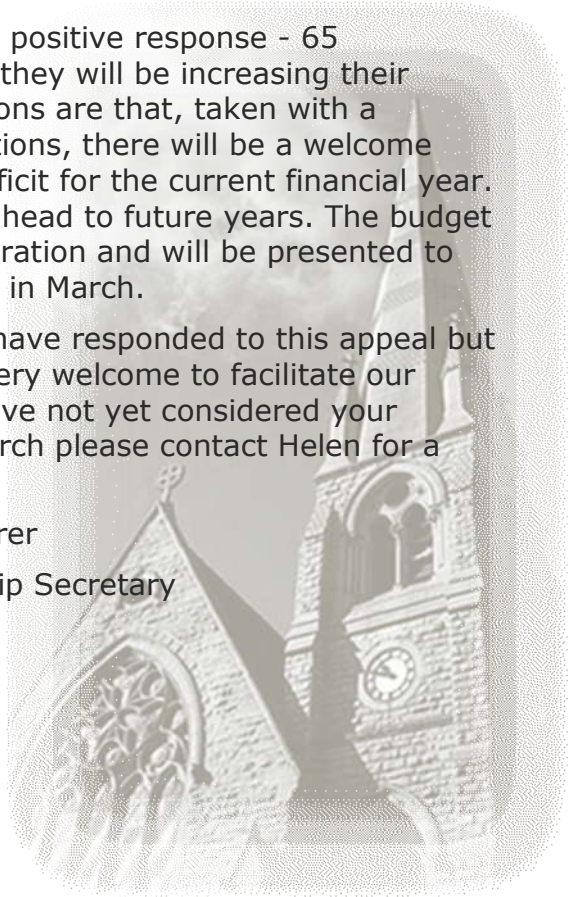 positive response - 65
they will be increasing their
ons are that, taken with a
tions, there will be a welcome
ficit for the current financial year.
head to future years. The budget
ration and will be presented to
in March.
have responded to this appeal but
ery welcome to facilitate our
ve not yet considered your
rch please contact Helen for a
rer
ip Secretary